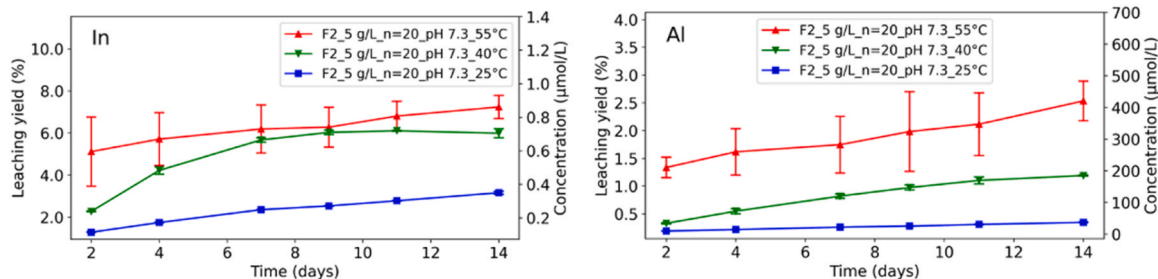 In
F2_5 g/L_n=20_pH 7.3_55°C
F2_5 g/L_n=20_pH 7.3_40°C
F2_5 g/L_n=20_pH 7.3_25°C
Leaching yield (%)
10.0
8.0
6.0
4.0
2.0
1.4
1.2
1.0
0.8
0.6
0.4
0.2
Concentration (μmol/L)
2 4 6 8 10 12 14
Time (days)
Al
F2_5 g/L_n=20_pH 7.3_55°C
F2_5 g/L_n=20_pH 7.3_40°C
F2_5 g/L_n=20_pH 7.3_25°C
Leaching yield (%)
4.0
3.5
3.0
2.5
2.0
1.5
1.0
0.5
700
600
500
400
300
200
100
0
Concentration (μmol/L)
2 4 6 8 10 12 14
Time (days)